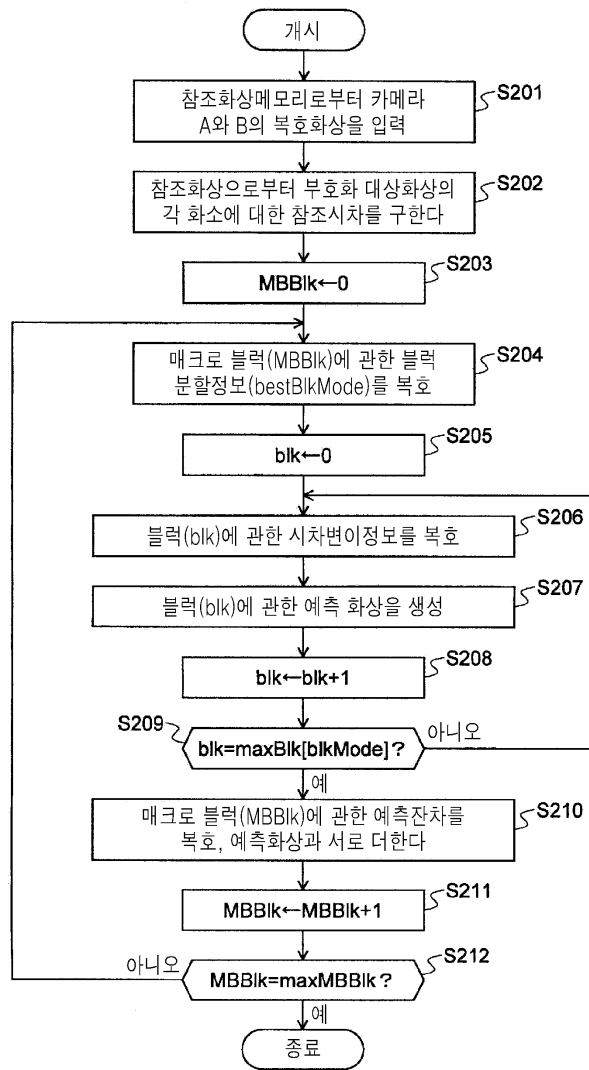 개시
S201
참조화상메모리로부터 카메라
A와 B의 복호화상을 입력
S202
참조화상으로부터 부호화 대상화상의
각 화소에 대한 참조시차를 구한다
S203
MBBlk←0
S204
매크로 블럭(MBBlk)에 관한 블럭
분할정보(bestBlkMode)를 복호
S205
blk←0
S206
블럭(blk)에 관한 시차변이정보를 복호
S207
블럭(blk)에 관한 예측 화상을 생성
S208
blk←blk+1
S209
blk=maxBlk[blkMode]?
아니오
예
S210
매크로 블럭(MBBlk)에 관한 예측잔차를
복호, 예측화상과 서로 더한다
S211
MBBlk←MBBlk+1
S212
아니오
MBBlk=maxMBBlk?
예
종료